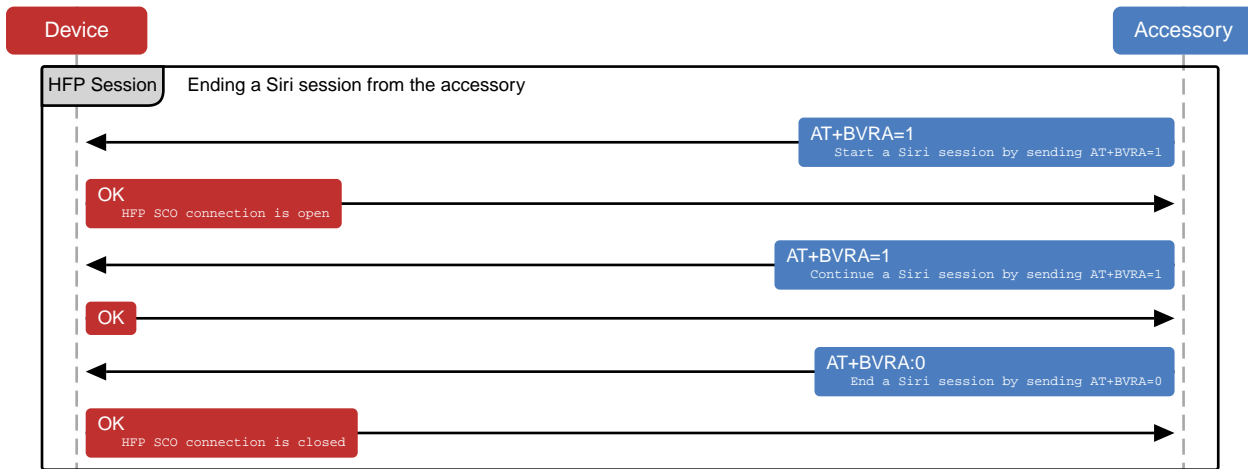 Device
Accessory
HFP Session
Ending a Siri session from the accessory
AT+BVRA=1
Start a Siri session by sending AT+BVRA=1
OK
HFP SCO connection is open
AT+BVRA=1
Continue a Siri session by sending AT+BVRA=1
OK
AT+BVRA:0
End a Siri session by sending AT+BVRA=0
OK
HFP SCO connection is closed